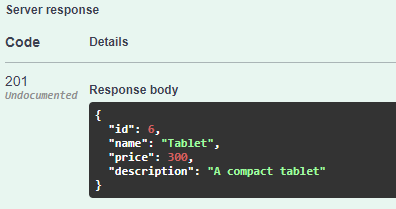 Server response
Code Details
201
Undocumented
Response body
{
  "id": 6,
  "name": "Tablet",
  "price": 300,
  "description": "A compact tablet"
}